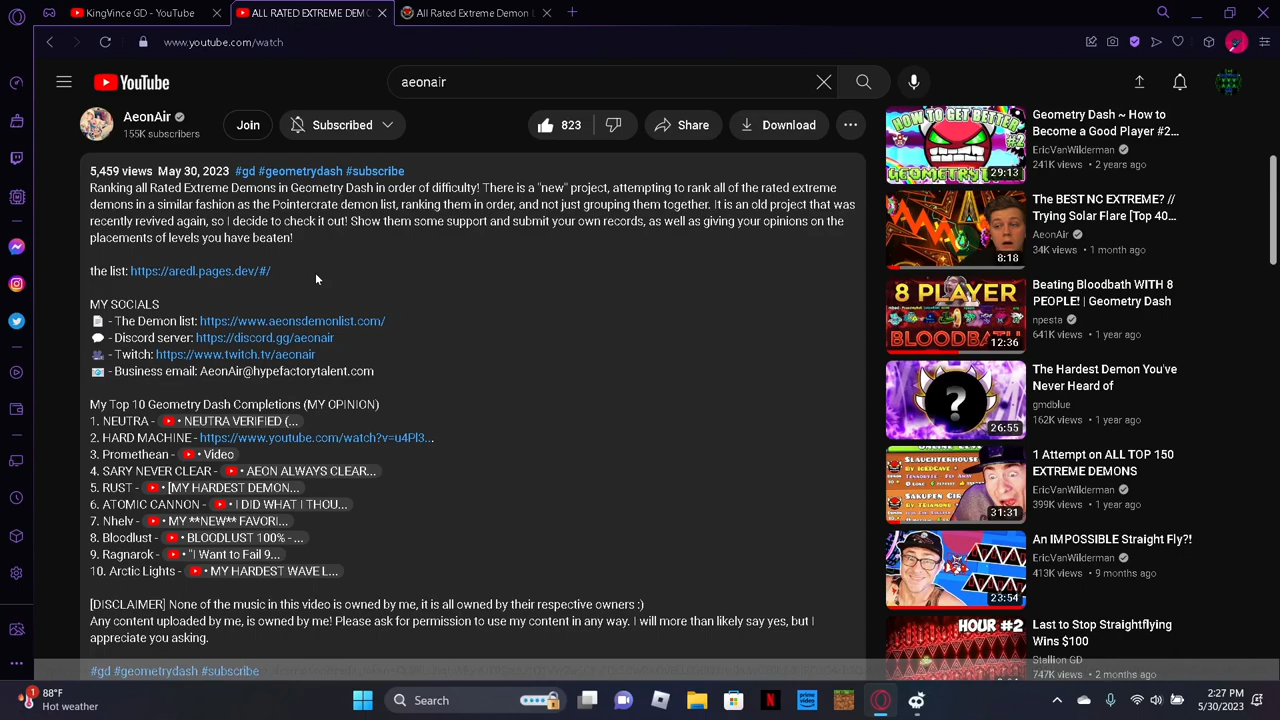 KingVince GD - YouTube
ALL RATED EXTREME DEM
All Rated Extreme Demon L
www.youtube.com/watch
YouTube
aeonair
AeonAir
155K subscribers
Join
Subscribed
823
Share
Download
5,459 views May 30, 2023 #gd #geometrydash #subscribe
Ranking all Rated Extreme Demons in Geometry Dash in order of difficulty! There is a "new" project, attempting to rank all of the rated extreme
demons in a similar fashion as the Pointercrate demon list, ranking them in order, and not just grouping them together. It is an old project that was
recently revived again, so I decide to check it out! Show them some support and submit your own records, as well as giving your opinions on the
placements of levels you have beaten!
the list: https://aredl.pages.dev/#/
MY SOCIALS
- The Demon list: https://www.aeonsdemonlist.com/
- Discord server: https://discord.gg/aeonair
- Twitch: https://www.twitch.tv/aeonair
- Business email: AeonAir@hypefactorytalent.com
My Top 10 Geometry Dash Completions (MY OPINION)
1. NEUTRA - • NEUTRA VERIFIED (...
2. HARD MACHINE - https://www.youtube.com/watch?v=u4Pl3...
3. Promethean - • Video
4. SARY NEVER CLEAR - • AEON ALWAYS CLEAR...
5. RUST - • [MY HARDEST DEMON...
6. ATOMIC CANNON - • I DID WHAT I THOU...
7. Nhelv - • MY **NEW** FAVORI...
8. Bloodlust - • BLOODLUST 100% - ...
9. Ragnarok - • "I Want to Fail 9...
10. Arctic Lights - • MY HARDEST WAVE L...
[DISCLAIMER] None of the music in this video is owned by me, it is all owned by their respective owners :)
Any content uploaded by me, is owned by me! Please ask for permission to use my content in any way. I will more than likely say yes, but I
appreciate you asking.
#gd #geometrydash #subscribe
HOW TO GET BETTER
#2
GEOMETRY DASH
29:13
Geometry Dash ~ How to
Become a Good Player #2...
EricVanWilderman
241K views • 2 years ago
8:18
The BEST NC EXTREME? //
Trying Solar Flare [Top 40...
AeonAir
34K views • 1 month ago
8 PLAYER
BLOODBATH
12:36
Beating Bloodbath WITH 8
PEOPLE! | Geometry Dash
npesta
641K views • 1 year ago
?
26:55
The Hardest Demon You've
Never Heard of
gmdblue
162K views • 1 year ago
SLAUGHTERHOUSE
SAKUPEN CIR
31:31
1 Attempt on ALL TOP 150
EXTREME DEMONS
EricVanWilderman
399K views • 1 year ago
23:54
An IMPOSSIBLE Straight Fly?!
EricVanWilderman
413K views • 9 months ago
HOUR #2
Last to Stop Straightflying
Wins $100
Stallion GD
1
88°F
Hot weather
Search
prime video
2:27 PM
5/30/2023